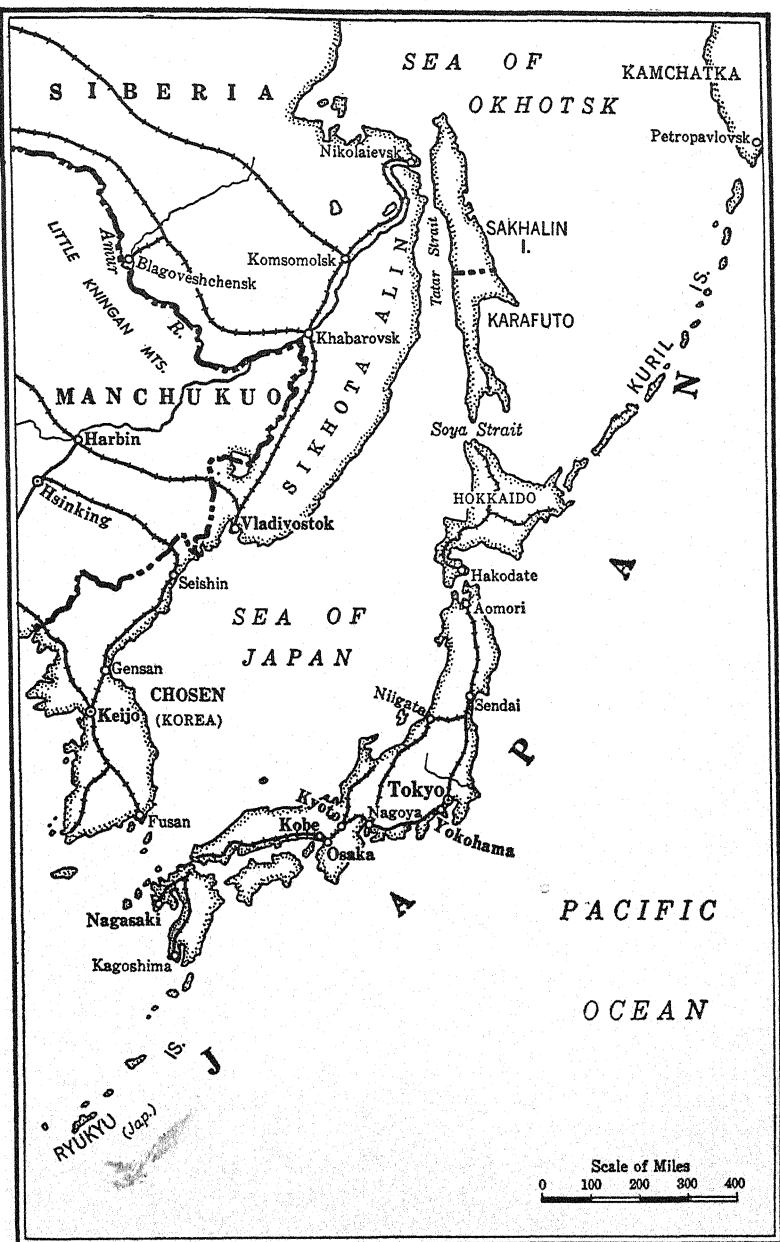 SEA OF
OKHOTSK
KAMCHATKA
SIBERIA
Petropavlovsk
Nikolaievsk
SAKHALIN
I.
Tatar Strait
LITTLE KNINGAN MTS.
Amur R.
Blagoveshchensk
Komsomolsk
SIKHOTA ALIN
KARAFUTO
KURIL IS.
Khabarovsk
MANCHUKUO
Soya Strait
Harbin
Hsinking
HOKKAIDO
Vladivostok
Seishin
Hakodate
Aomori
SEA OF
JAPAN
Gensan
CHOSEN
(KOREA)
Keijo
Niigata
Sendai
Tokyo
Fusan
Kyoto
Kobe
Nagoya
Yokohama
Osaka
Nagasaki
Kagoshima
JAPAN
PACIFIC
OCEAN
RYUKYU IS.
(Jap.)
Scale of Miles
0 100 200 300 400